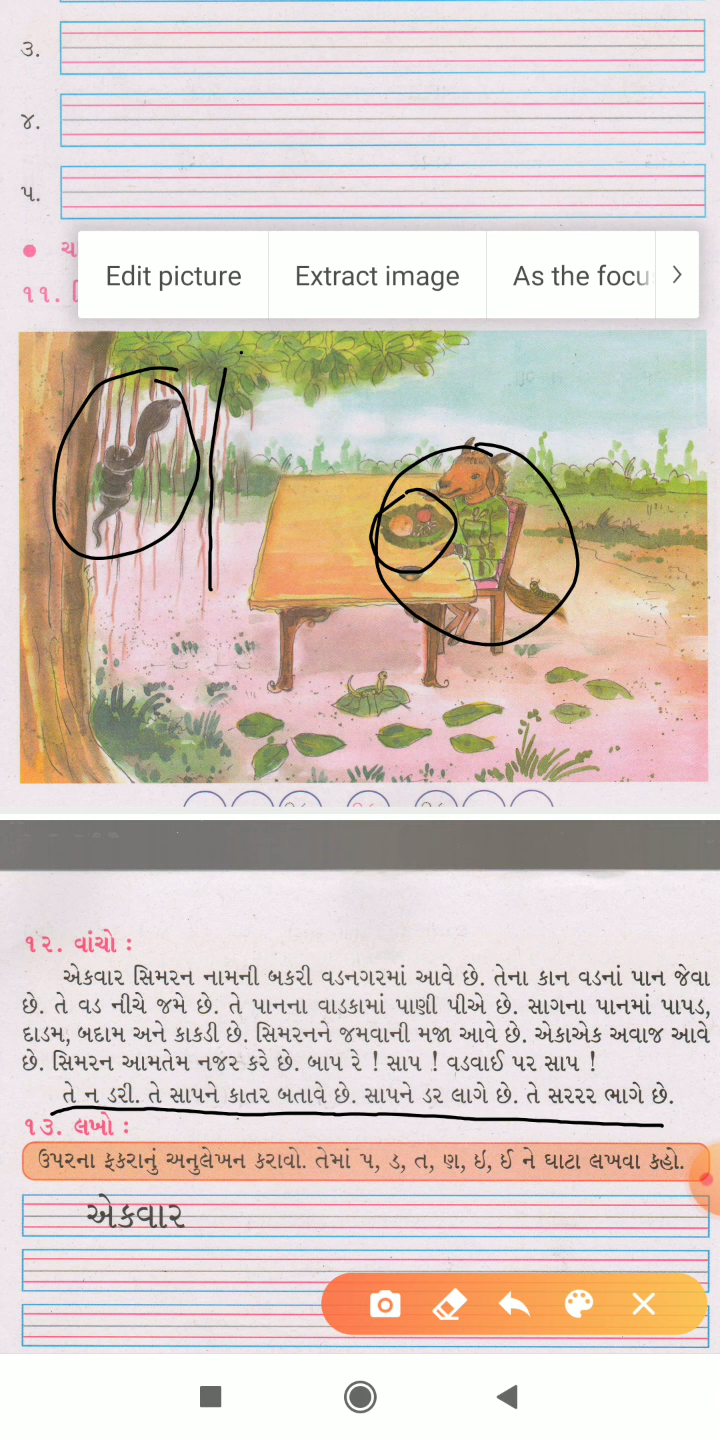 ૩.
૪.
૫.
ચ
Edit picture Extract image As the focu
૧૧.
૧૨. વાંચો :
એકવાર સિમરન નામની બકરી વડનગરમાં આવે છે. તેના કાન વડનાં પાન જેવા
છે. તે વડ નીચે જમે છે. તે પાનના વાડકામાં પાણી પીએ છે. સાગના પાનમાં પાપડ,
દાડમ, બદામ અને કાકડી છે. સિમરનને જમવાની મજા આવે છે. એકાએક અવાજ આવે
છે. સિમરન આમતેમ નજર કરે છે. બાપ રે ! સાપ ! વડવાઈ પર સાપ !
તે ન ડરી. તે સાપને કાતર બતાવે છે. સાપને ડર લાગે છે. તે સરરર ભાગે છે.
૧૩. લખો :
ઉપરના ફકરાનું અનુલેખન કરાવો. તેમાં પ, ડ, ત, ણ, ઇ, ઈ ને ઘાટા લખવા કહો.
એકવાર